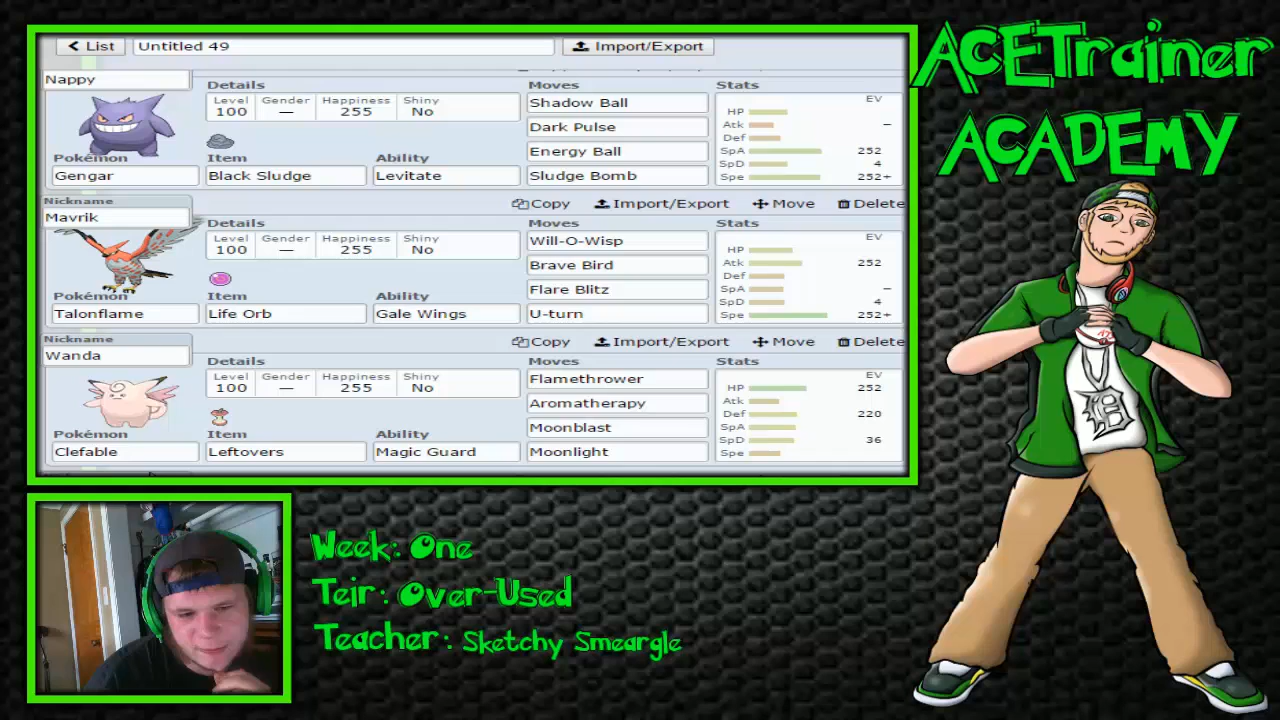 List
Untitled 49
Import/Export
ACETrainer
ACADEMY
Nappy
Details
Moves
Stats
EV
Level Gender Happiness Shiny
100 — 255 No
Shadow Ball
Dark Pulse
Energy Ball
Sludge Bomb
HP
Atk —
Def
SpA 252
SpD 4
Spe 252+
Pokémon Item Ability
Gengar Black Sludge Levitate
Copy Import/Export Move Delete
Nickname
Mavrik
Details
Moves
Stats
EV
Level Gender Happiness Shiny
100 — 255 No
Will-O-Wisp
Brave Bird
Flare Blitz
U-turn
HP
Atk 252
Def
SpA —
SpD 4
Spe 252+
Pokémon Item Ability
Talonflame Life Orb Gale Wings
Copy Import/Export Move Delete
Nickname
Wanda
Details
Moves
Stats
EV
Level Gender Happiness Shiny
100 — 255 No
Flamethrower
Aromatherapy
Moonblast
Moonlight
HP 252
Atk
Def 220
SpA
SpD 36
Spe
Pokémon Item Ability
Clefable Leftovers Magic Guard
Week: One
Teir: Over-Used
Teacher: Sketchy Smeargle